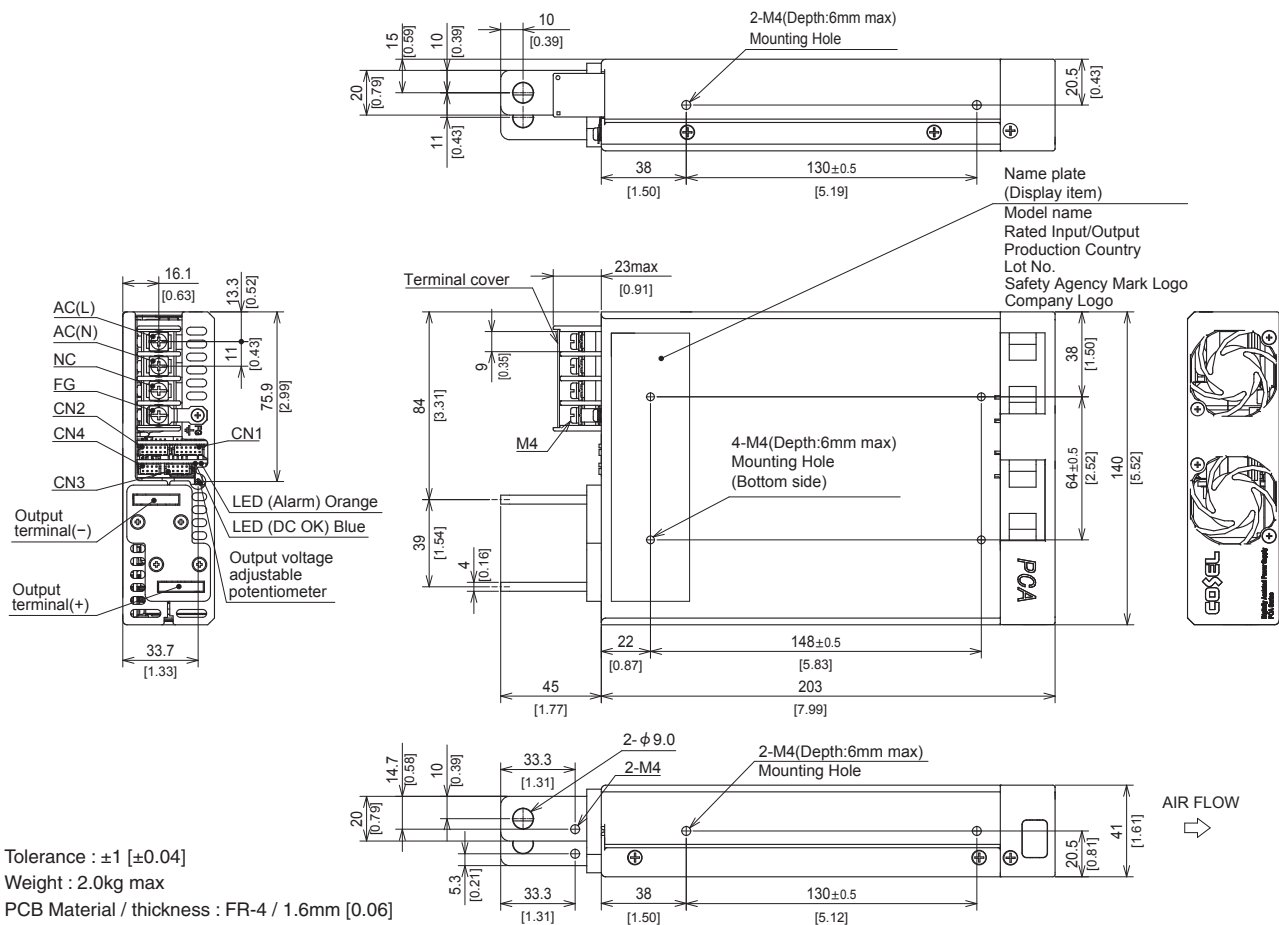 10
[0.39]
2-M4(Depth:6mm max)
Mounting Hole
15
[0.59]
10
[0.39]
20
[0.79]
11
[0.43]
20.5
[0.43]
38
[1.50]
130±0.5
[5.19]
Name plate
(Display item)
Model name
Rated Input/Output
Production Country
Lot No.
Safety Agency Mark Logo
Company Logo
16.1
[0.63]
13.3
[0.52]
11
[0.43]
75.9
[2.99]
AC(L)
AC(N)
NC
FG
CN2
CN4
CN3
CN1
LED (Alarm) Orange
LED (DC OK) Blue
Output voltage
adjustable
potentiometer
Output
terminal(−)
Output
terminal(+)
33.7
[1.33]
Terminal cover
23max
[0.91]
9
[0.35]
84
[3.31]
M4
4-M4(Depth:6mm max)
Mounting Hole
(Bottom side)
39
[1.54]
4
[0.16]
38
[1.50]
64±0.5
[2.52]
140
[5.52]
PCA
22
[0.87]
148±0.5
[5.83]
45
[1.77]
203
[7.99]
COSEL
2-ϕ9.0
2-M4
33.3
[1.31]
14.7
[0.58]
10
[0.39]
20
[0.79]
5.3
[0.21]
33.3
[1.31]
2-M4(Depth:6mm max)
Mounting Hole
38
[1.50]
130±0.5
[5.12]
20.5
[0.81]
41
[1.61]
AIR FLOW
Tolerance : ±1 [±0.04]
Weight : 2.0kg max
PCB Material / thickness : FR-4 / 1.6mm [0.06]